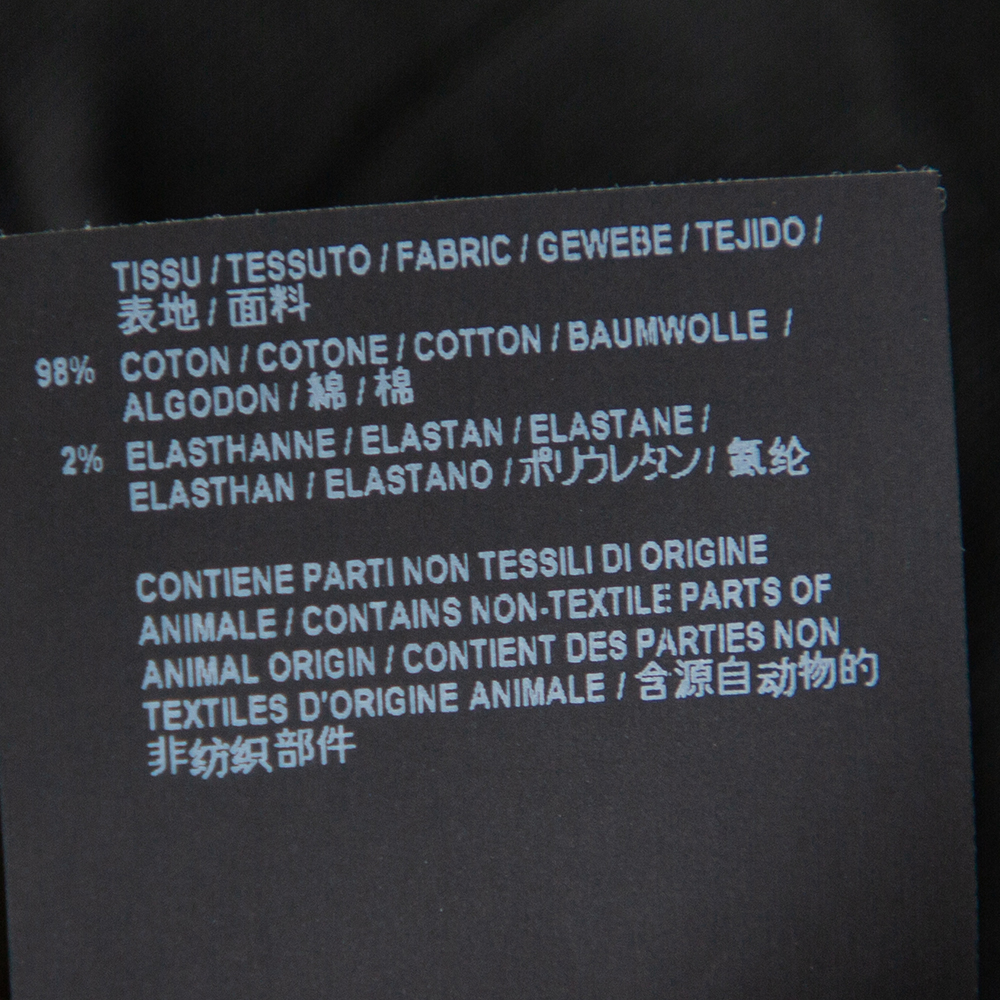 TISSU / TESSUTO / FABRIC / GEWEBE / TEJIDO /
表地 / 面料
98% COTON / COTONE / COTTON / BAUMWOLLE /
ALGODON / 綿 / 棉
2% ELASTHANNE / ELASTAN / ELASTANE /
ELASTHAN / ELASTANO / ポリウレタン / 氨纶
CONTIENE PARTI NON TESSILI DI ORIGINE
ANIMALE / CONTAINS NON-TEXTILE PARTS OF
ANIMAL ORIGIN / CONTIENT DES PARTIES NON
TEXTILES D'ORIGINE ANIMALE / 含源自动物的
非纺织部件